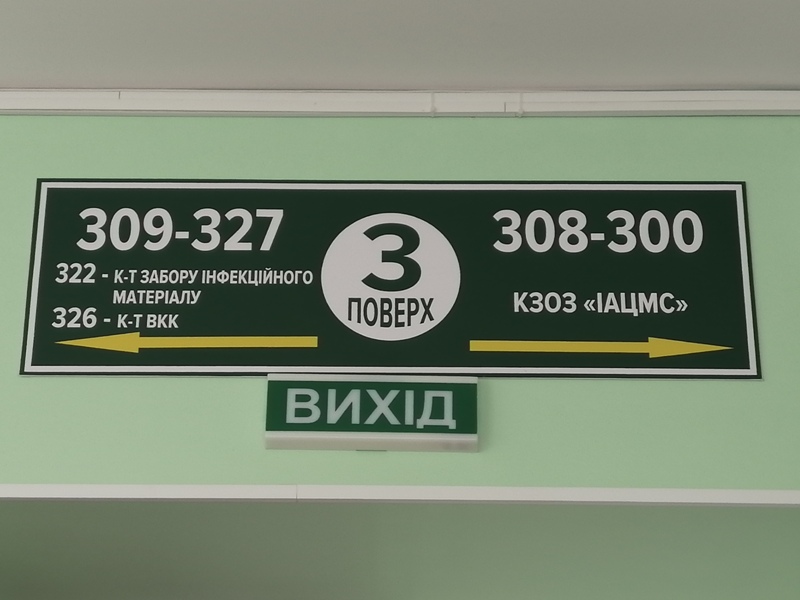 309-327
322 - К-Т ЗАБОРУ ІНФЕКЦІЙНОГО
МАТЕРІАЛУ
326 - К-Т ВКК
3
ПОВЕРХ
308-300
КЗОЗ «ІАЦМС»
ВИХІД